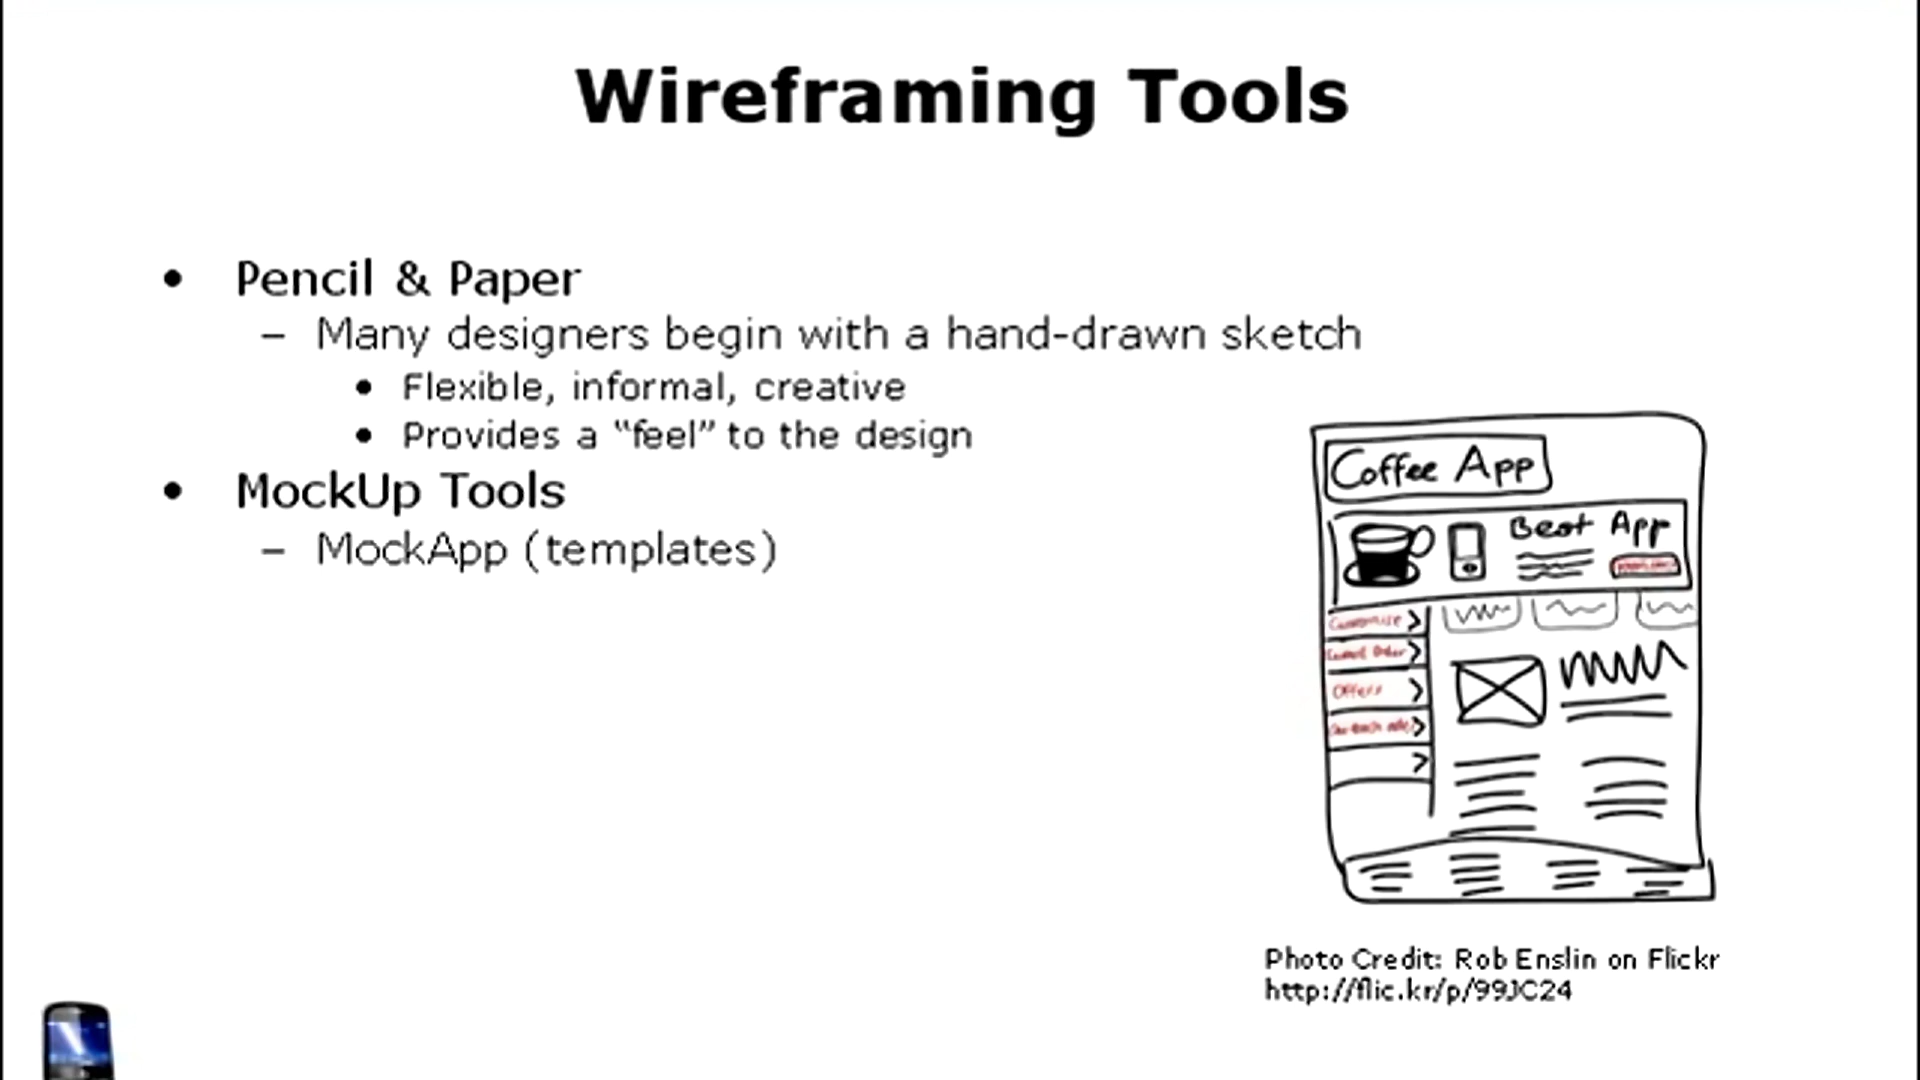 Wireframing Tools
• Pencil & Paper
– Many designers begin with a hand-drawn sketch
• Flexible, informal, creative
• Provides a “feel” to the design
• MockUp Tools
– MockApp (templates)
Coffee App
Best App
Customize
Offers
Photo Credit: Rob Enslin on Flickr
http://flic.kr/p/99JC24